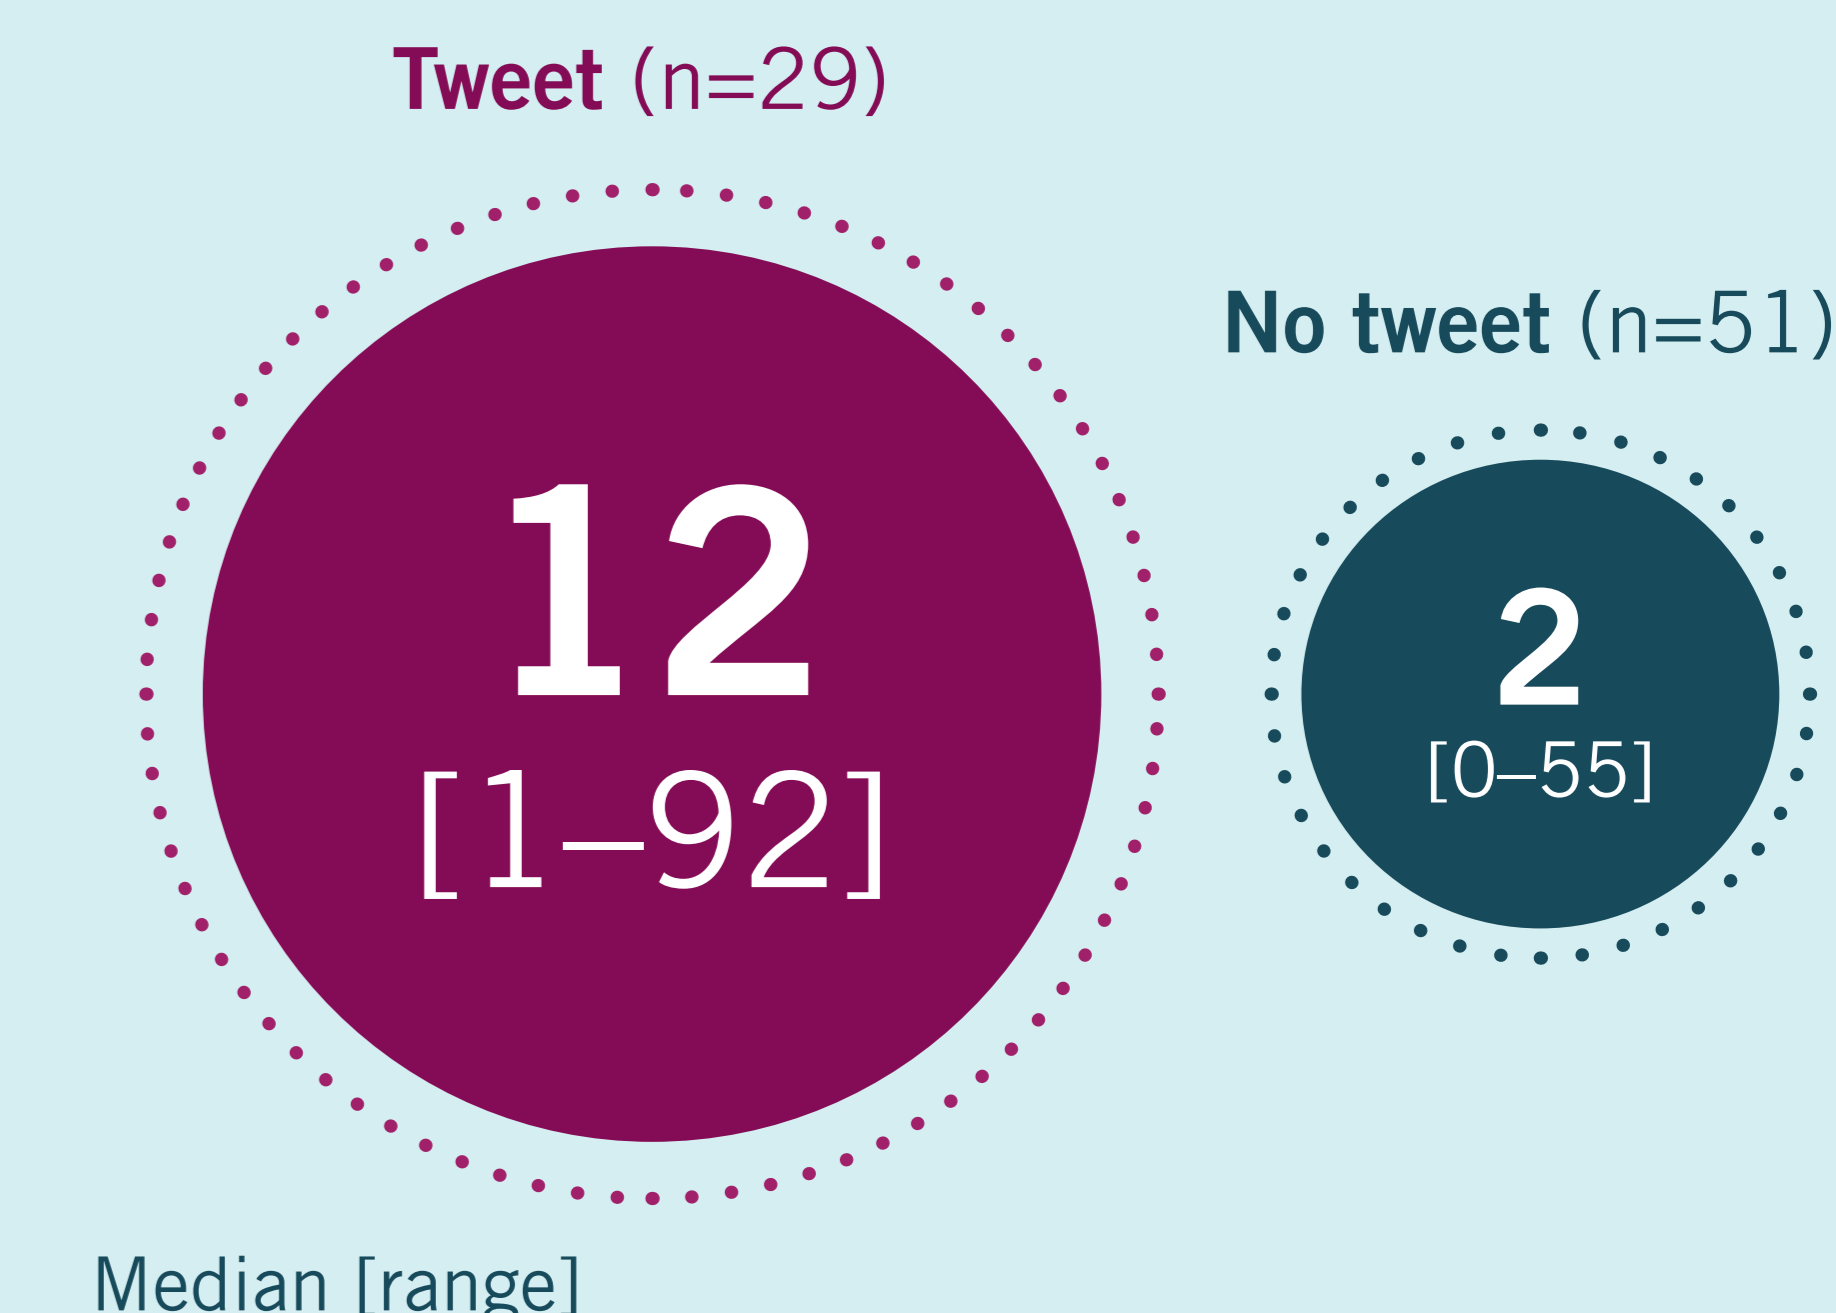 Tweet (n=29)
12
[1–92]
No tweet (n=51)
2
[0–55]
Median [range]